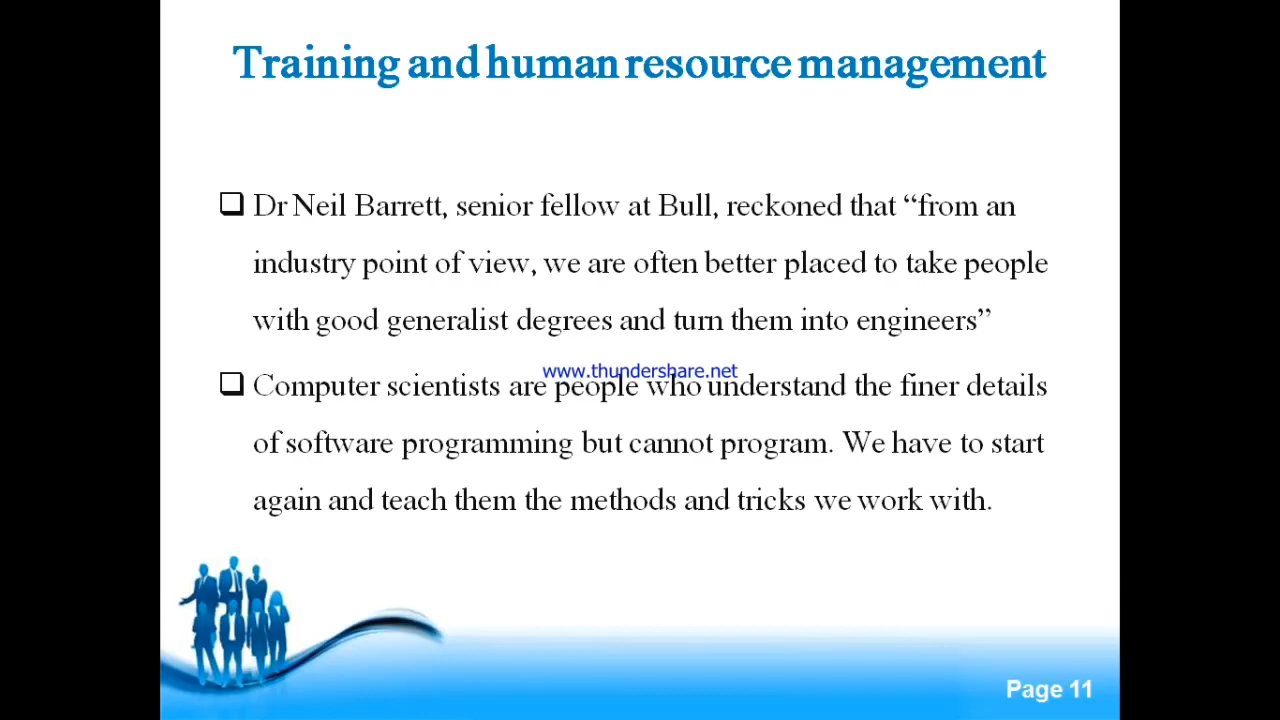 Training and human resource management
Dr Neil Barrett, senior fellow at Bull, reckoned that “from an
industry point of view, we are often better placed to take people
with good generalist degrees and turn them into engineers”
www.thundershare.net
Computer scientists are people who understand the finer details
of software programming but cannot program. We have to start
again and teach them the methods and tricks we work with.
Page 11